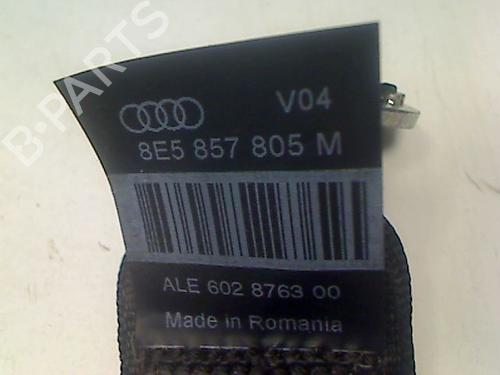 B-PARTS
V04
8E5 857 805 M
ALE 602 8763 00
Made in Romania